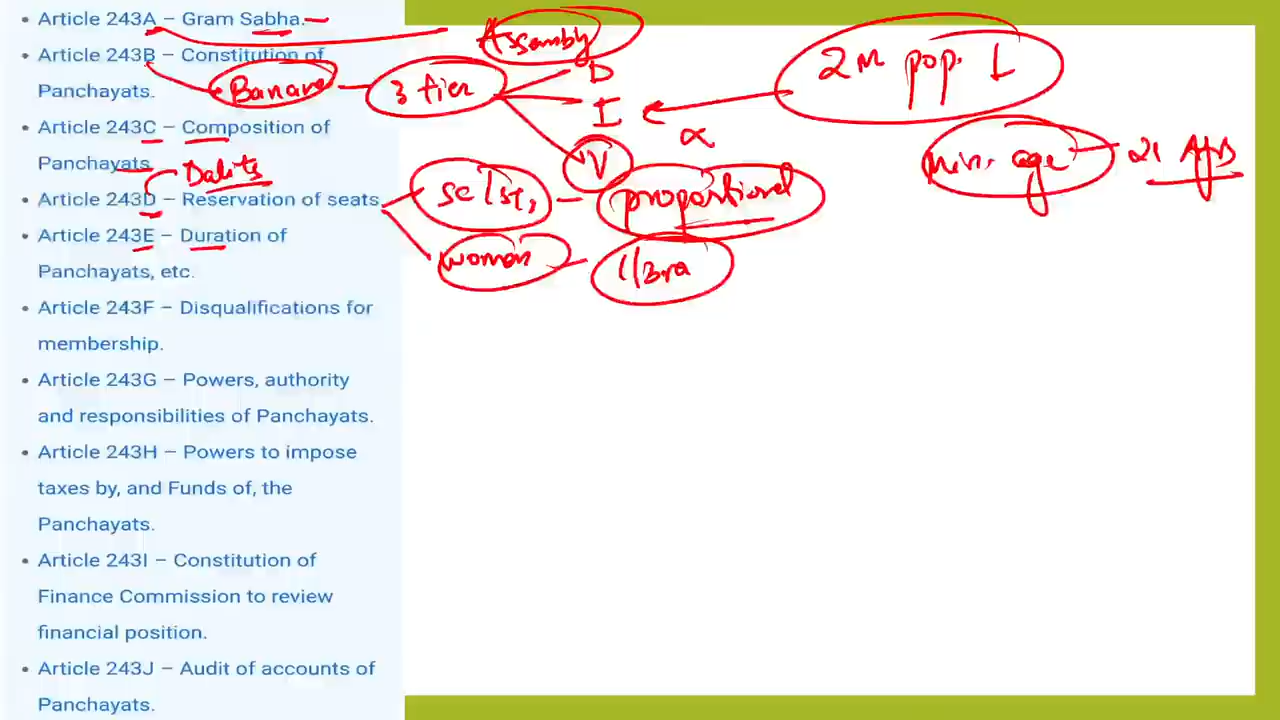 Article 243A – Gram Sabha.
Article 243B – Constitution of
Panchayats.
Article 243C – Composition of
Panchayats
Article 243D – Reservation of seats
Article 243E – Duration of
Panchayats, etc.
Article 243F – Disqualifications for
membership.
Article 243G – Powers, authority
and responsibilities of Panchayats.
Article 243H – Powers to impose
taxes by, and Funds of, the
Panchayats.
Article 243I – Constitution of
Finance Commission to review
financial position.
Article 243J – Audit of accounts of
Panchayats.
Assembly
Banana
3 tier
D
I
V
2M pop. L
Min. age
21
Dalits
SC/ST,
proportional
women
1/3rd